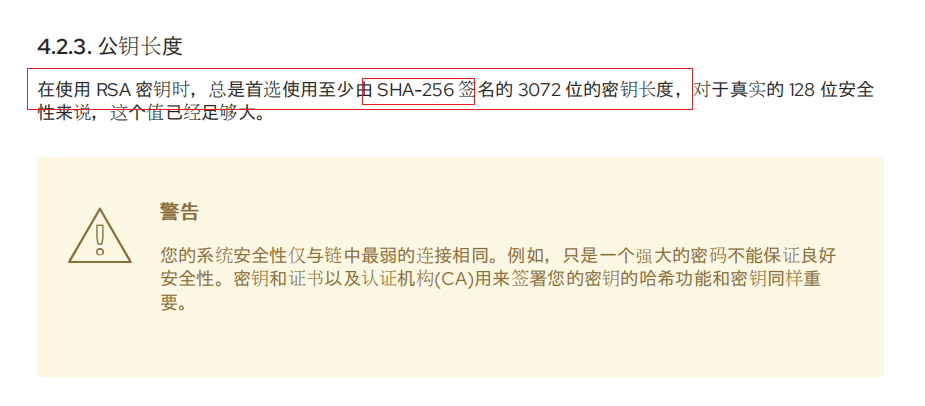 4.2.3. 公钥长度
在使用 RSA 密钥时，总是首选使用至少由 SHA-256 签名的 3072 位的密钥长度，对于真实的 128 位安全
性来说，这个值已经足够大。
警告
您的系统安全性仅与链中最弱的连接相同。例如，只是一个强大的密码不能保证良好
安全性。密钥和证书以及认证机构(CA)用来签署您的密钥的哈希功能和密钥同样重
要。